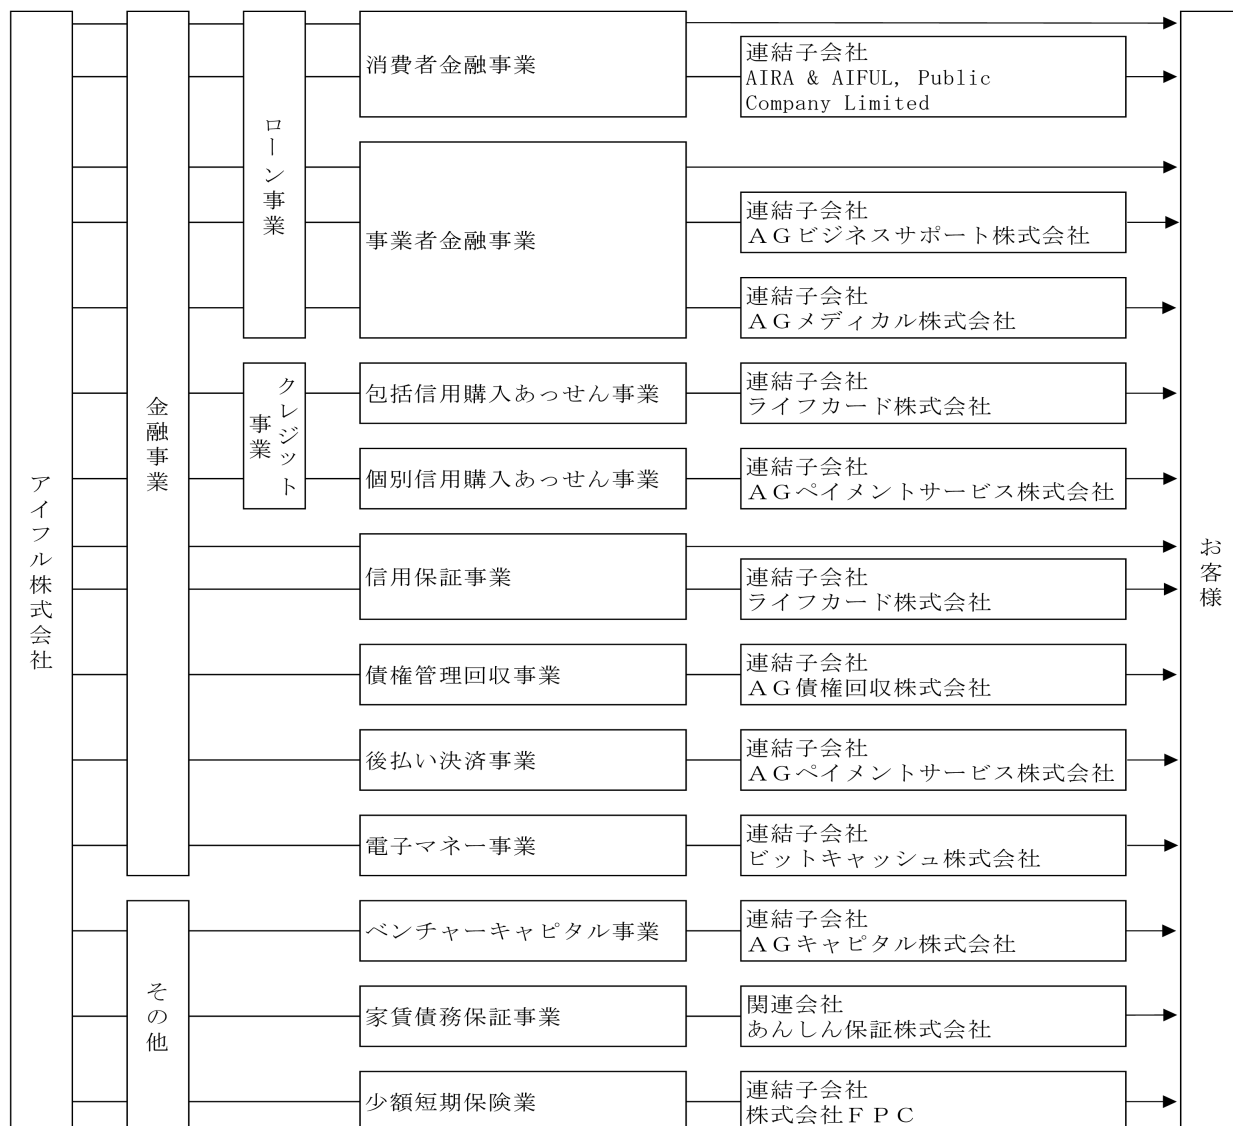 アイフル株式会社
金融事業
ローン事業
消費者金融事業
連結子会社
AIRA & AIFUL, Public
Company Limited
事業者金融事業
連結子会社
ＡＧビジネスサポート株式会社
連結子会社
ＡＧメディカル株式会社
クレジット
事業
包括信用購入あっせん事業
連結子会社
ライフカード株式会社
個別信用購入あっせん事業
連結子会社
ＡＧペイメントサービス株式会社
信用保証事業
連結子会社
ライフカード株式会社
債権管理回収事業
連結子会社
ＡＧ債権回収株式会社
後払い決済事業
連結子会社
ＡＧペイメントサービス株式会社
電子マネー事業
連結子会社
ビットキャッシュ株式会社
その他
ベンチャーキャピタル事業
連結子会社
ＡＧキャピタル株式会社
家賃債務保証事業
関連会社
あんしん保証株式会社
少額短期保険業
連結子会社
株式会社ＦＰＣ
お客様